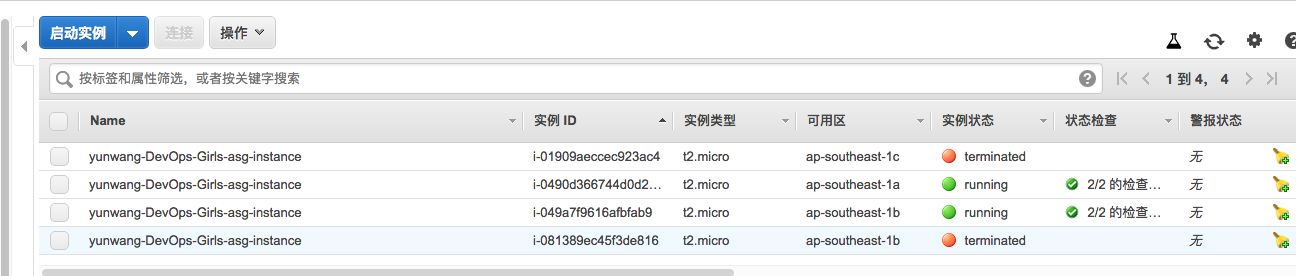 启动实例 连接 操作
按标签和属性筛选，或者按关键字搜索 1 到 4， 4
Name 实例 ID 实例类型 可用区 实例状态 状态检查 警报状态
yunwang-DevOps-Girls-asg-instance i-01909aeccec923ac4 t2.micro ap-southeast-1c terminated 无
yunwang-DevOps-Girls-asg-instance i-0490d366744d0d2... t2.micro ap-southeast-1a running 2/2 的检查... 无
yunwang-DevOps-Girls-asg-instance i-049a7f9616afbfab9 t2.micro ap-southeast-1b running 2/2 的检查... 无
yunwang-DevOps-Girls-asg-instance i-081389ec45f3de816 t2.micro ap-southeast-1b terminated 无